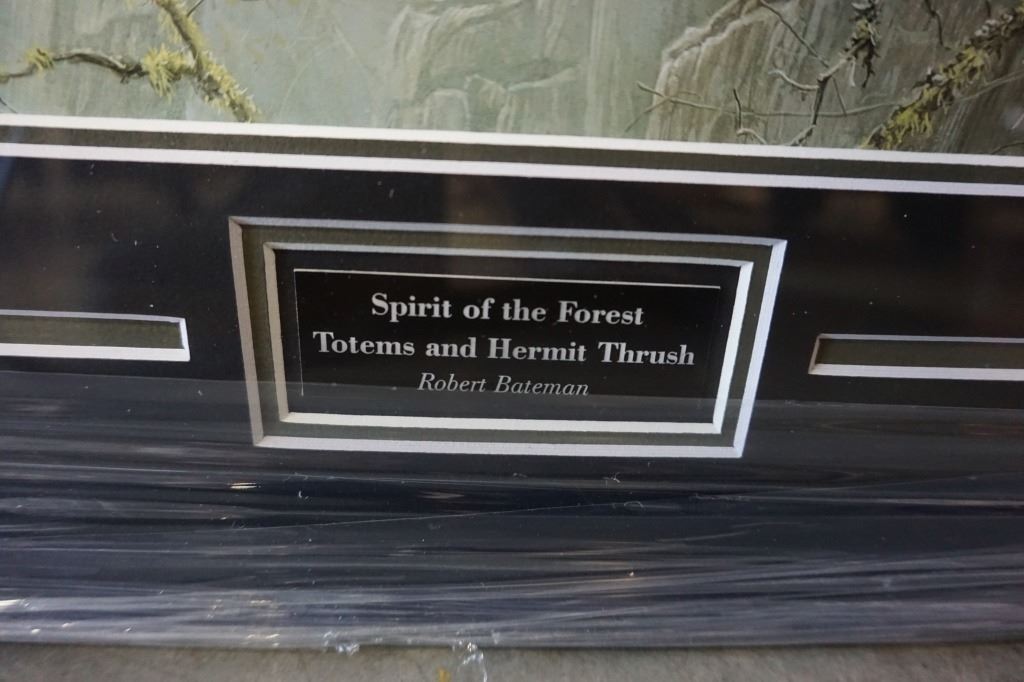 Spirit of the Forest
Totems and Hermit Thrush
Robert Bateman